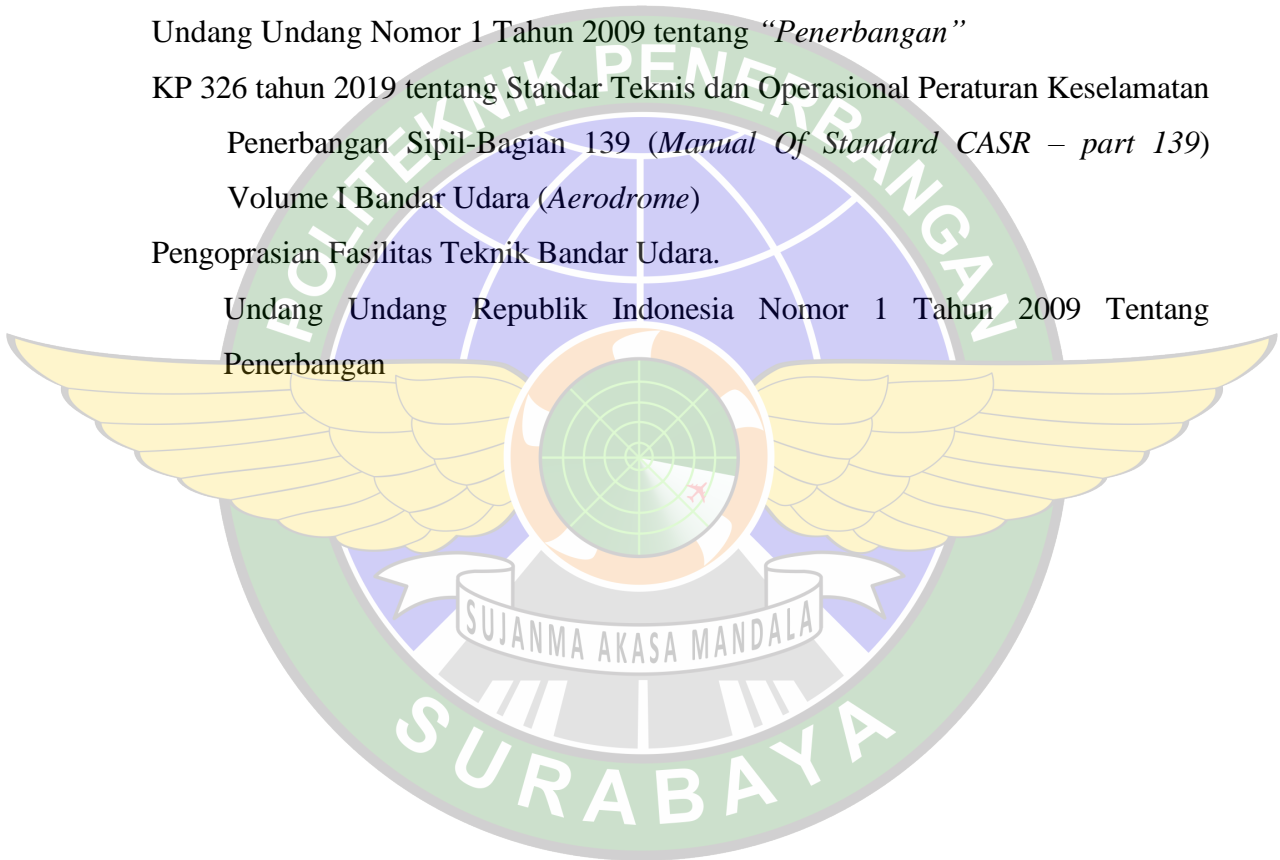 Undang Undang Nomor 1 Tahun 2009 tentang “Penerbangan”
KP 326 tahun 2019 tentang Standar Teknis dan Operasional Peraturan Keselamatan
Penerbangan Sipil-Bagian 139 (Manual Of Standard CASR – part 139)
Volume I Bandar Udara (Aerodrome)
Pengoprasian Fasilitas Teknik Bandar Udara.
Undang Undang Republik Indonesia Nomor 1 Tahun 2009 Tentang
Penerbangan
POLITEKNIK PENERBANGAN
SUJANMA AKASA MANDALA
SURABAYA